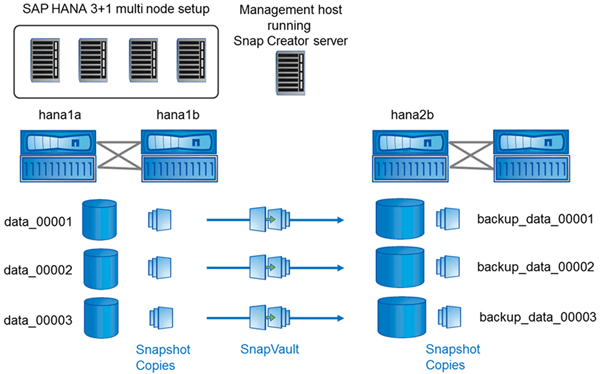 SAP HANA 3+1 multi node setup
Management host
running
Snap Creator server
hana1a
hana1b
hana2b
data_00001
backup_data_00001
data_00002
backup_data_00002
data_00003
backup_data_00003
Snapshot
Copies
SnapVault
Snapshot
Copies